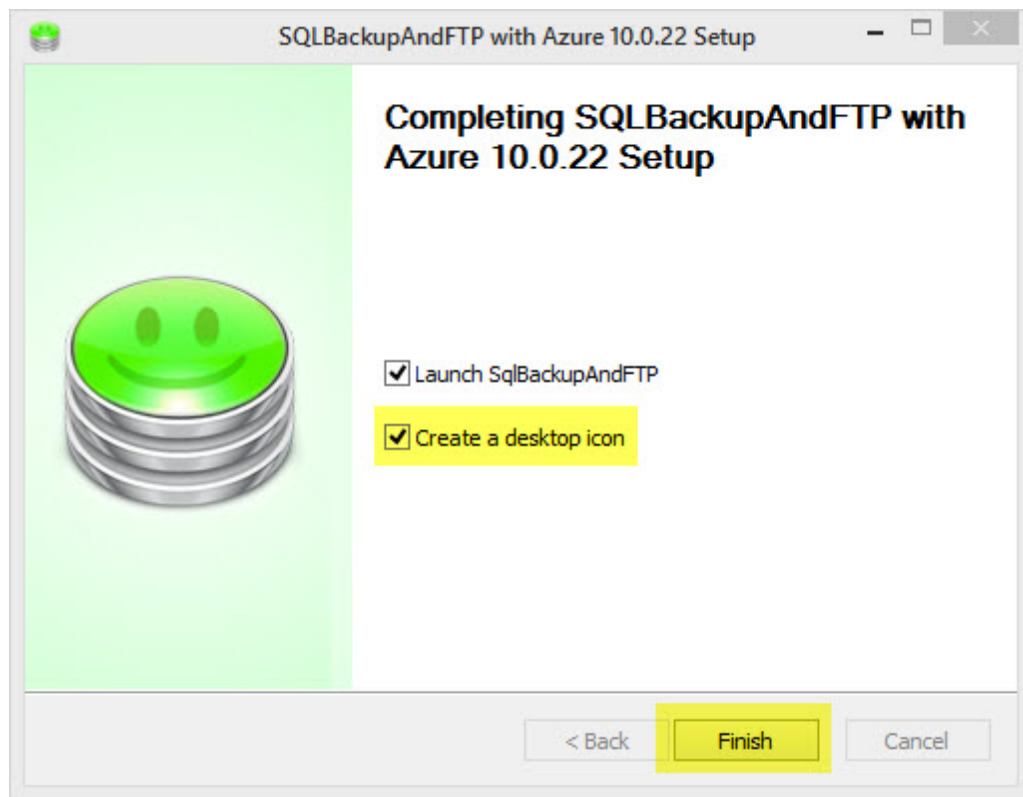 SQLBackupAndFTP with Azure 10.0.22 Setup
Completing SQLBackupAndFTP with
Azure 10.0.22 Setup
Launch SqlBackupAndFTP
Create a desktop icon
< Back Finish Cancel